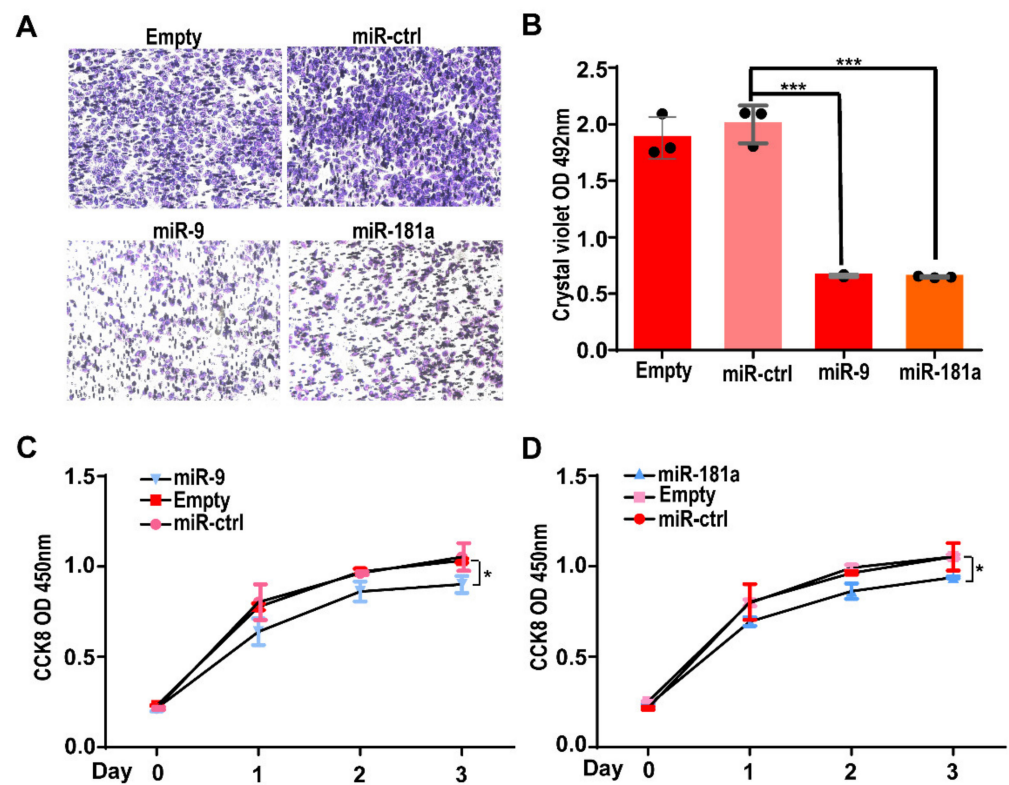 A
Empty
miR-ctrl
miR-9
miR-181a
B
Crystal violet OD 492nm
2.5
2.0
1.5
1.0
0.5
0.0
***
***
Empty
miR-ctrl
miR-9
miR-181a
C
CCK8 OD 450nm
1.5
1.0
0.5
0.0
miR-9
Empty
miR-ctrl
*
Day
0
1
2
3
D
CCK8 OD 450nm
1.5
1.0
0.5
0.0
miR-181a
Empty
miR-ctrl
*
Day
0
1
2
3